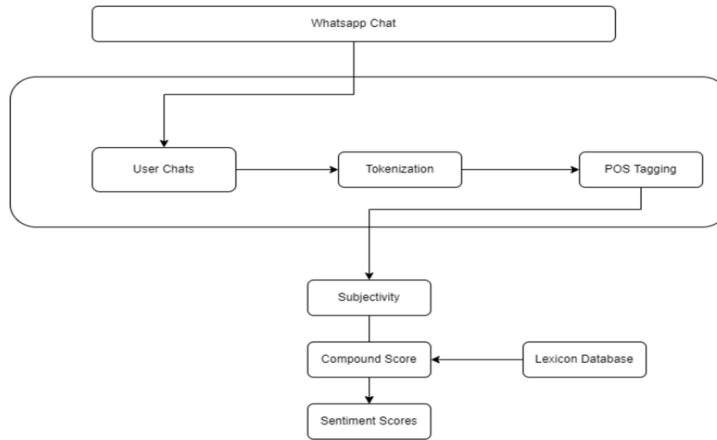 Whatsapp Chat
User Chats
Tokenization
POS Tagging
Subjectivity
Compound Score
Lexicon Database
Sentiment Scores